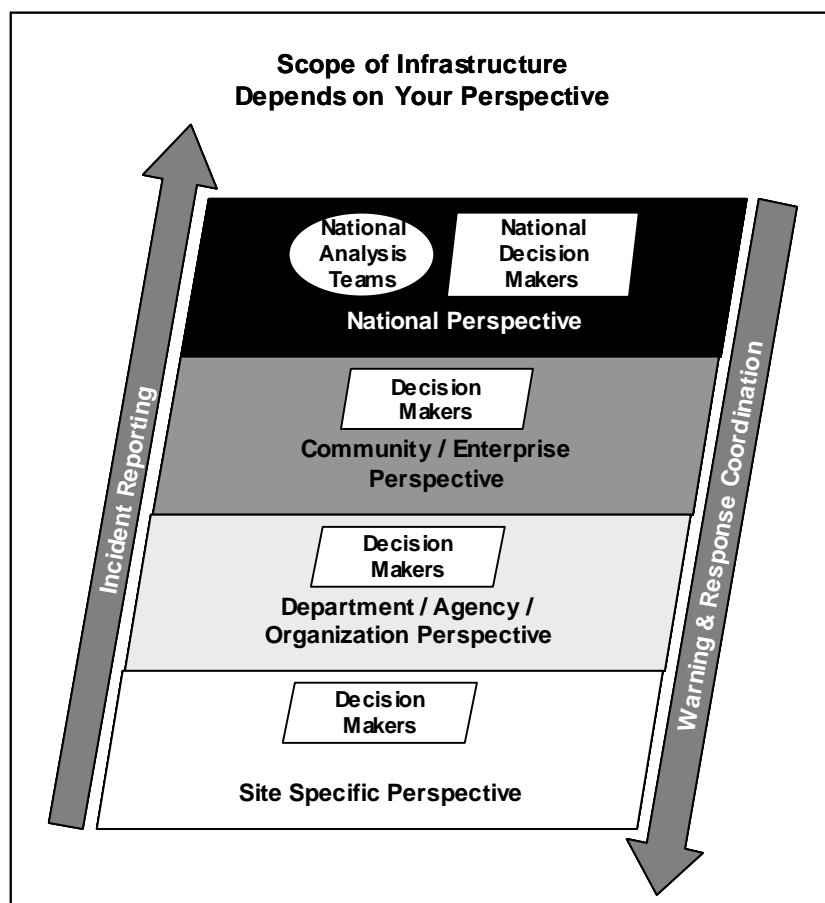 Scope of Infrastructure
Depends on Your Perspective
National
Analysis
Teams
National
Decision
Makers
National Perspective
Decision
Makers
Community / Enterprise
Perspective
Decision
Makers
Department / Agency /
Organization Perspective
Decision
Makers
Site Specific Perspective
Incident Reporting
Warning & Response Coordination